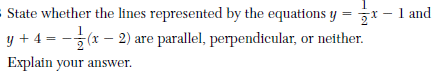 State whether the lines represented by the equations y = 1/2 x − 1 and
y + 4 = −1/2 (x − 2) are parallel, perpendicular, or neither.
Explain your answer.